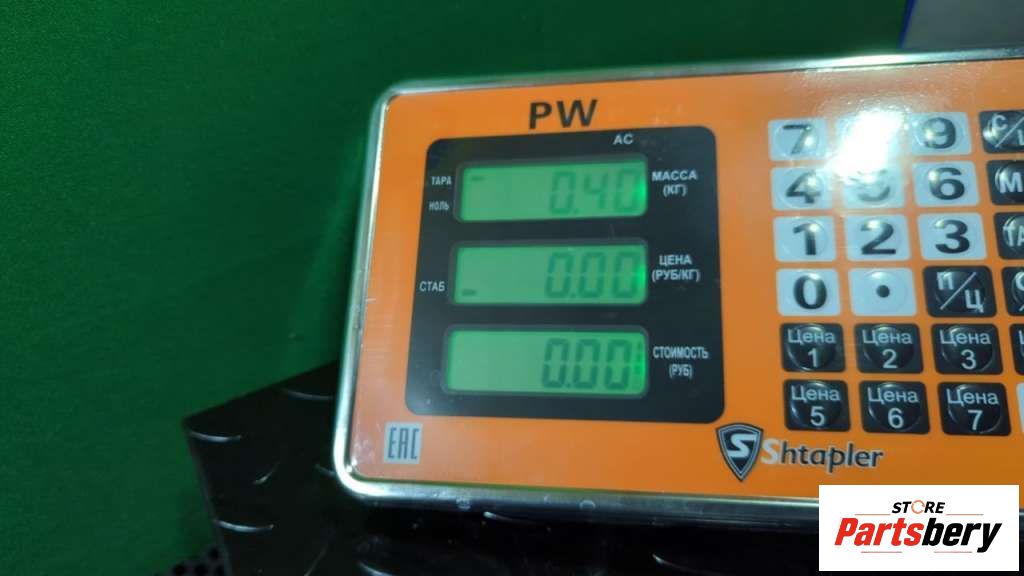 PW
AC
ТАРА
НОЛЬ
0.40
МАССА
(КГ)
СТАБ
0.00
ЦЕНА
(РУБ/КГ)
0.00
СТОИМОСТЬ
(РУБ)
7 9
4 5 6
1 2 3
0 •
П/Ц
Цена 1
Цена 2
Цена 3
Цена 5
Цена 6
Цена 7
EAC
S Shtapler
STORE
Partsbery